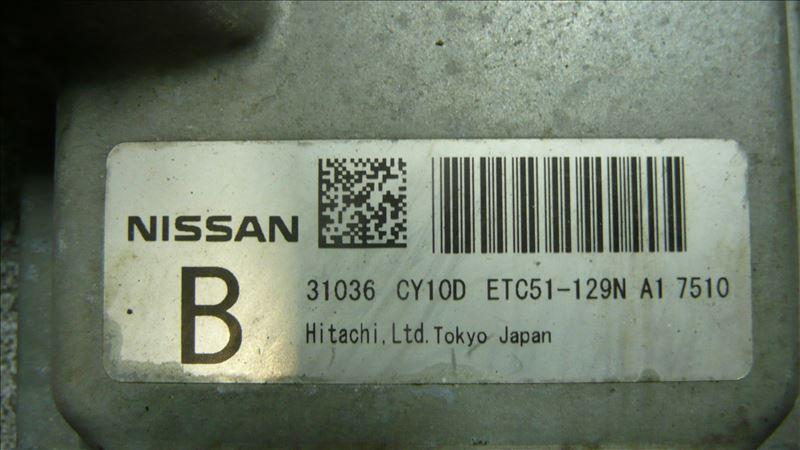 NISSAN
B
31036 CY10D ETC51-129N A1 7510
Hitachi,Ltd.Tokyo Japan